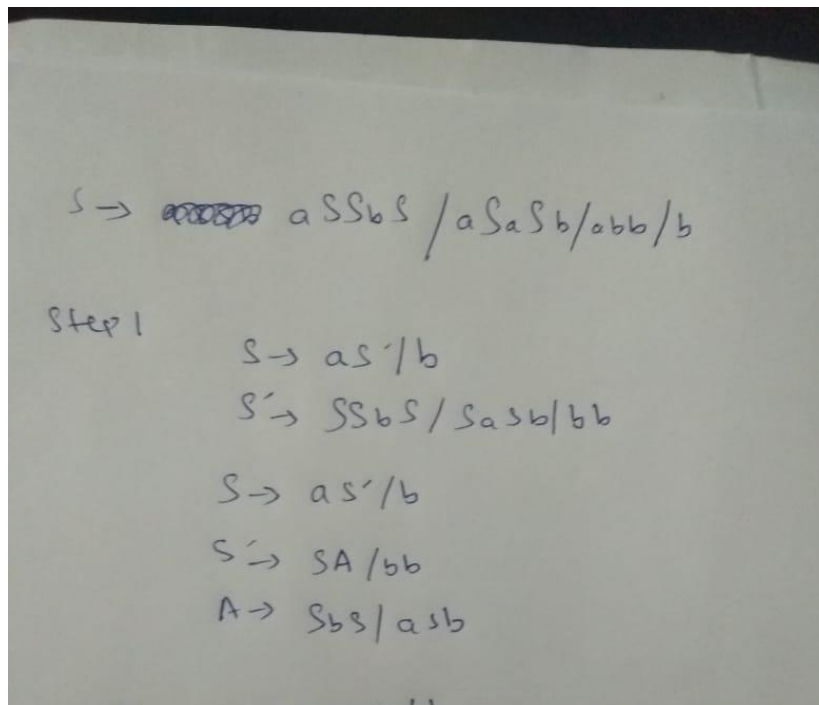 S → aSSbS / aSaSb / abb / b
Step 1
S → aS' / b
S' → SSbS / SaSb / bb
S → aS' / b
S' → SA / bb
A → SbS / aSb